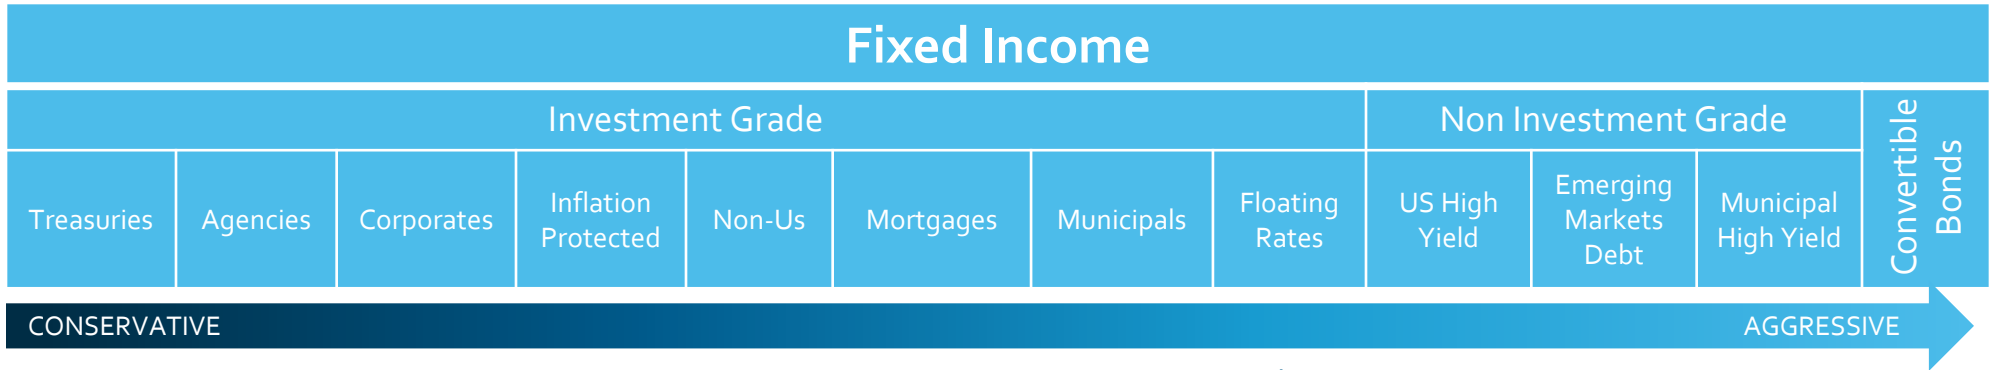 Fixed Income
Investment Grade
Non Investment Grade
Convertible
Bonds
Treasuries
Agencies
Corporates
Inflation
Protected
Non-Us
Mortgages
Municipals
Floating
Rates
US High
Yield
Emerging
Markets
Debt
Municipal
High Yield
CONSERVATIVE
AGGRESSIVE